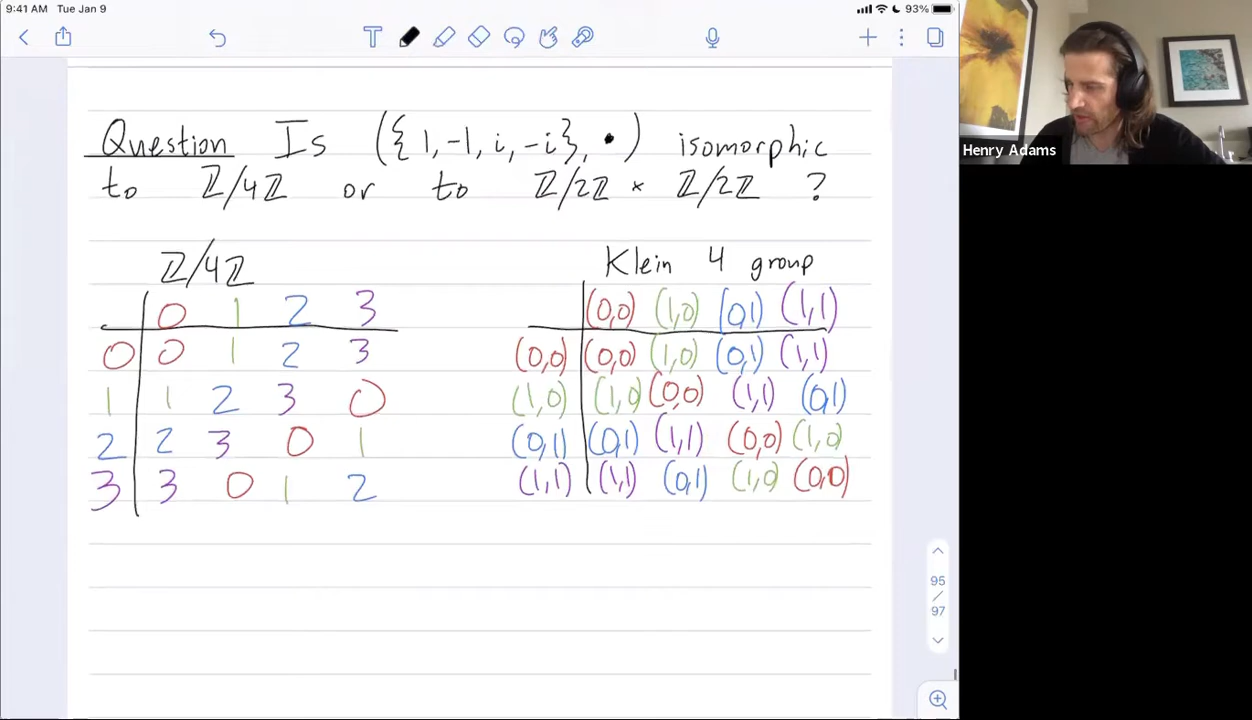 9:41 AM Tue Jan 9
93%
Question Is ({1, -1, i, -i}, •) isomorphic
to ℤ/4ℤ or to ℤ/2ℤ × ℤ/2ℤ ?
ℤ/4ℤ
0 1 2 3
0 0 1 2 3
1 1 2 3 0
2 2 3 0 1
3 3 0 1 2
Klein 4 group
(0,0) (1,0) (0,1) (1,1)
(0,0) (0,0) (1,0) (0,1) (1,1)
(1,0) (1,0) (0,0) (1,1) (0,1)
(0,1) (0,1) (1,1) (0,0) (1,0)
(1,1) (1,1) (0,1) (1,0) (0,0)
95
/
97
Henry Adams